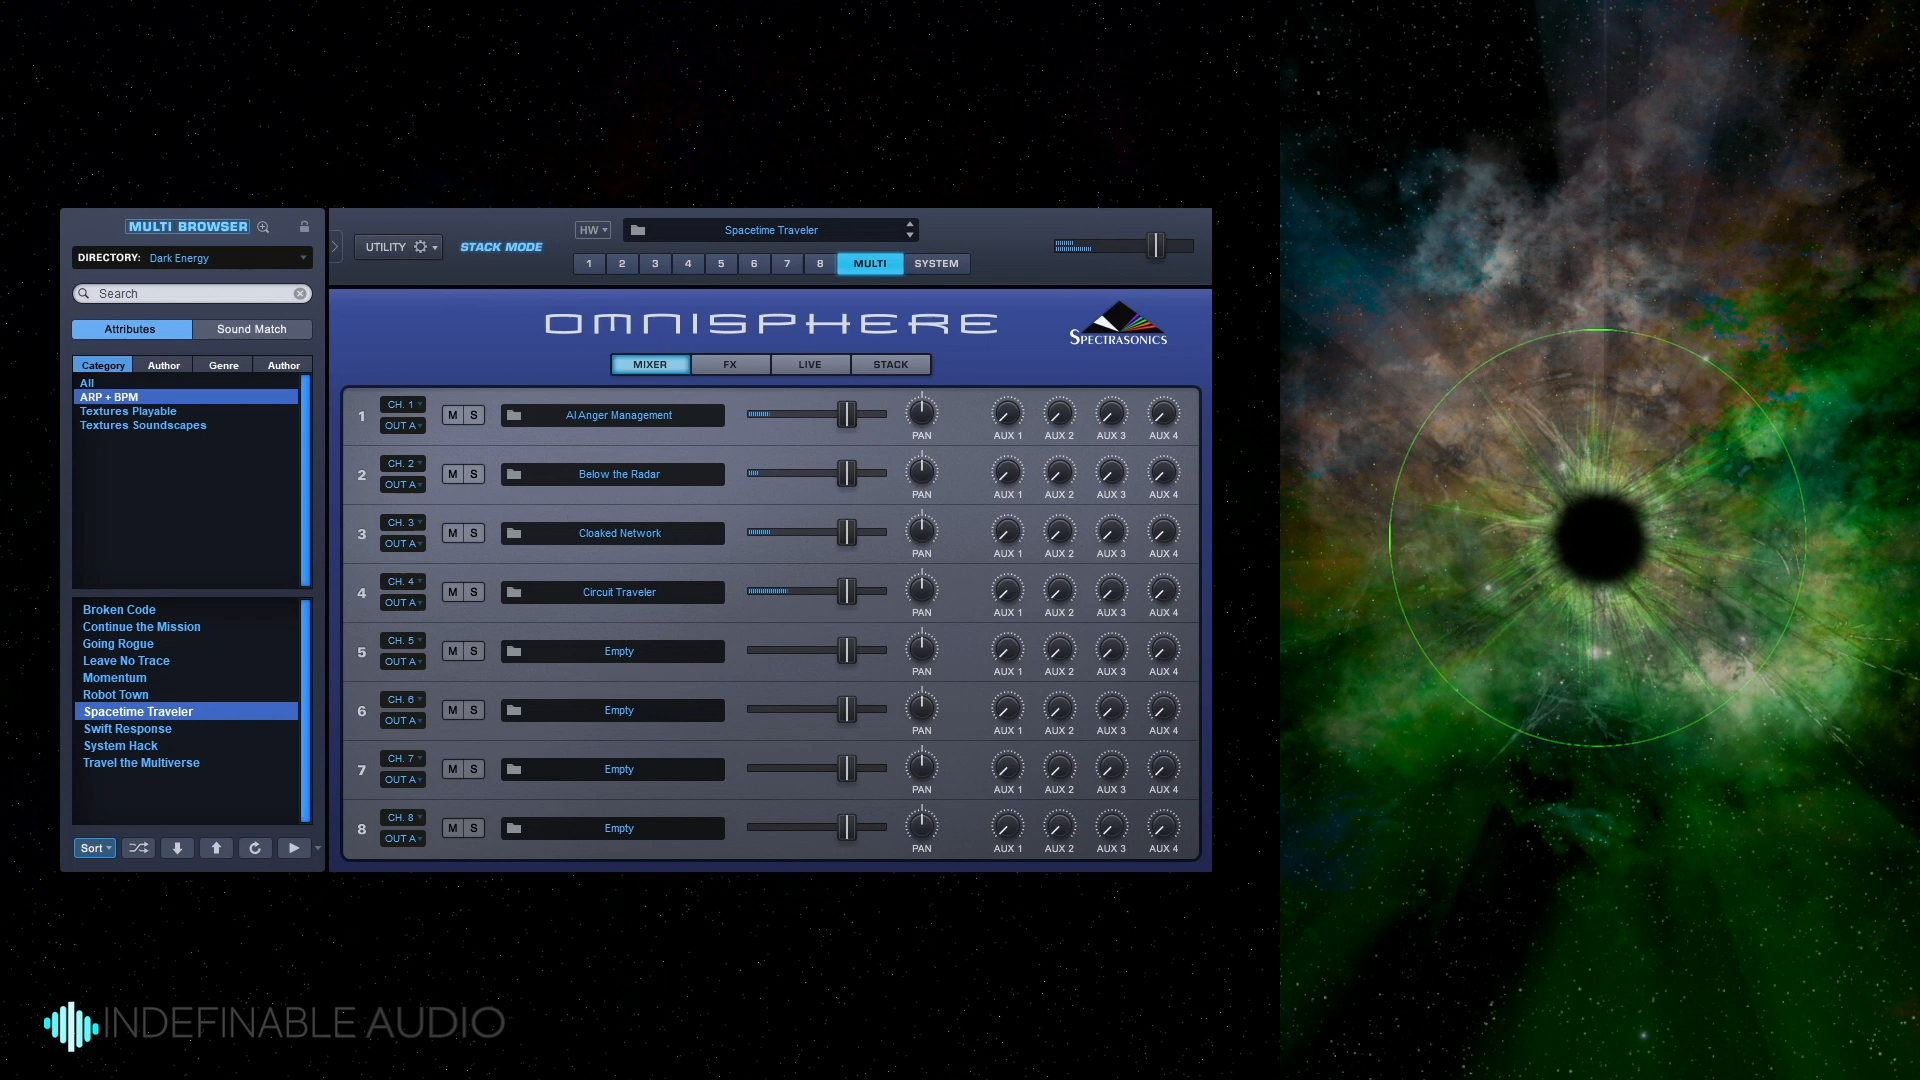 MULTI BROWSER
DIRECTORY: Dark Energy
Search
Attributes Sound Match
Category Author Genre Author
All
ARP + BPM
Textures Playable
Textures Soundscapes
Broken Code
Continue the Mission
Going Rogue
Leave No Trace
Momentum
Robot Town
Spacetime Traveler
Swift Response
System Hack
Travel the Multiverse
Sort
UTILITY STACK MODE HW Spacetime Traveler
1 2 3 4 5 6 7 8 MULTI SYSTEM
OMNISPHERE
SPECTRASONICS
MIXER FX LIVE STACK
1 CH. 1 OUT A M S AI Anger Management PAN AUX 1 AUX 2 AUX 3 AUX 4
2 CH. 2 OUT A M S Below the Radar PAN AUX 1 AUX 2 AUX 3 AUX 4
3 CH. 3 OUT A M S Cloaked Network PAN AUX 1 AUX 2 AUX 3 AUX 4
4 CH. 4 OUT A M S Circuit Traveler PAN AUX 1 AUX 2 AUX 3 AUX 4
5 CH. 5 OUT A M S Empty PAN AUX 1 AUX 2 AUX 3 AUX 4
6 CH. 6 OUT A M S Empty PAN AUX 1 AUX 2 AUX 3 AUX 4
7 CH. 7 OUT A M S Empty PAN AUX 1 AUX 2 AUX 3 AUX 4
8 CH. 8 OUT A M S Empty PAN AUX 1 AUX 2 AUX 3 AUX 4
INDEFINABLE AUDIO